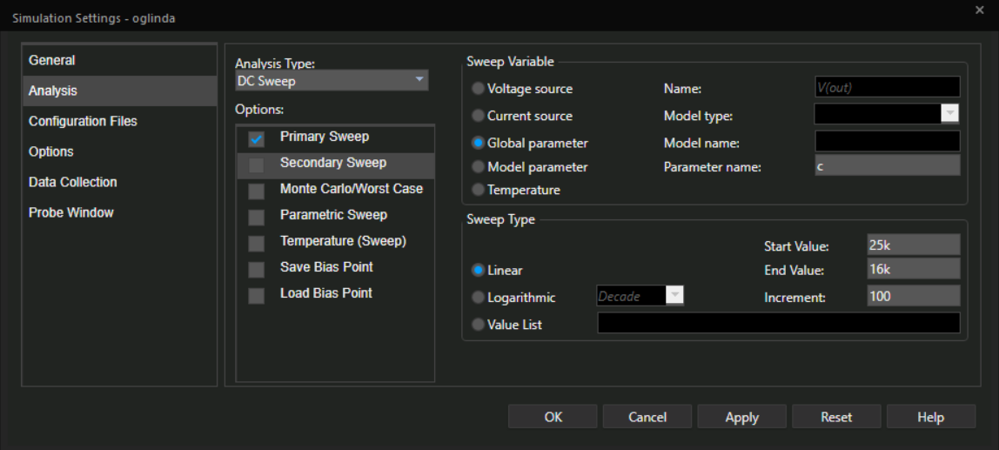 Simulation Settings - oglinda
×
General
Analysis
Configuration Files
Options
Data Collection
Probe Window
Analysis Type:
DC Sweep
Options:
Primary Sweep
Secondary Sweep
Monte Carlo/Worst Case
Parametric Sweep
Temperature (Sweep)
Save Bias Point
Load Bias Point
Sweep Variable
Voltage source
Name:
V(out)
Current source
Model type:
Global parameter
Model name:
Model parameter
Parameter name:
c
Temperature
Sweep Type
Start Value:
25k
Linear
End Value:
16k
Logarithmic
Decade
Increment:
100
Value List
OK
Cancel
Apply
Reset
Help